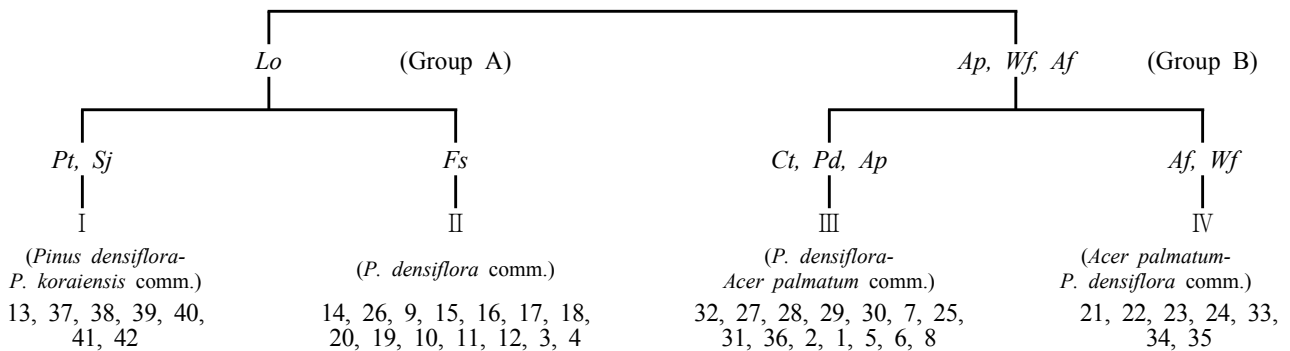 Lo (Group A) Ap, Wf, Af (Group B)
Pt, Sj Fs Ct, Pd, Ap Af, Wf
Ⅰ Ⅱ Ⅲ Ⅳ
(Pinus densiflora-
P. koraiensis comm.)
(P. densiflora comm.)
(P. densiflora-
Acer palmatum comm.)
(Acer palmatum-
P. densiflora comm.)
13, 37, 38, 39, 40,
41, 42
14, 26, 9, 15, 16, 17, 18,
20, 19, 10, 11, 12, 3, 4
32, 27, 28, 29, 30, 7, 25,
31, 36, 2, 1, 5, 6, 8
21, 22, 23, 24, 33,
34, 35